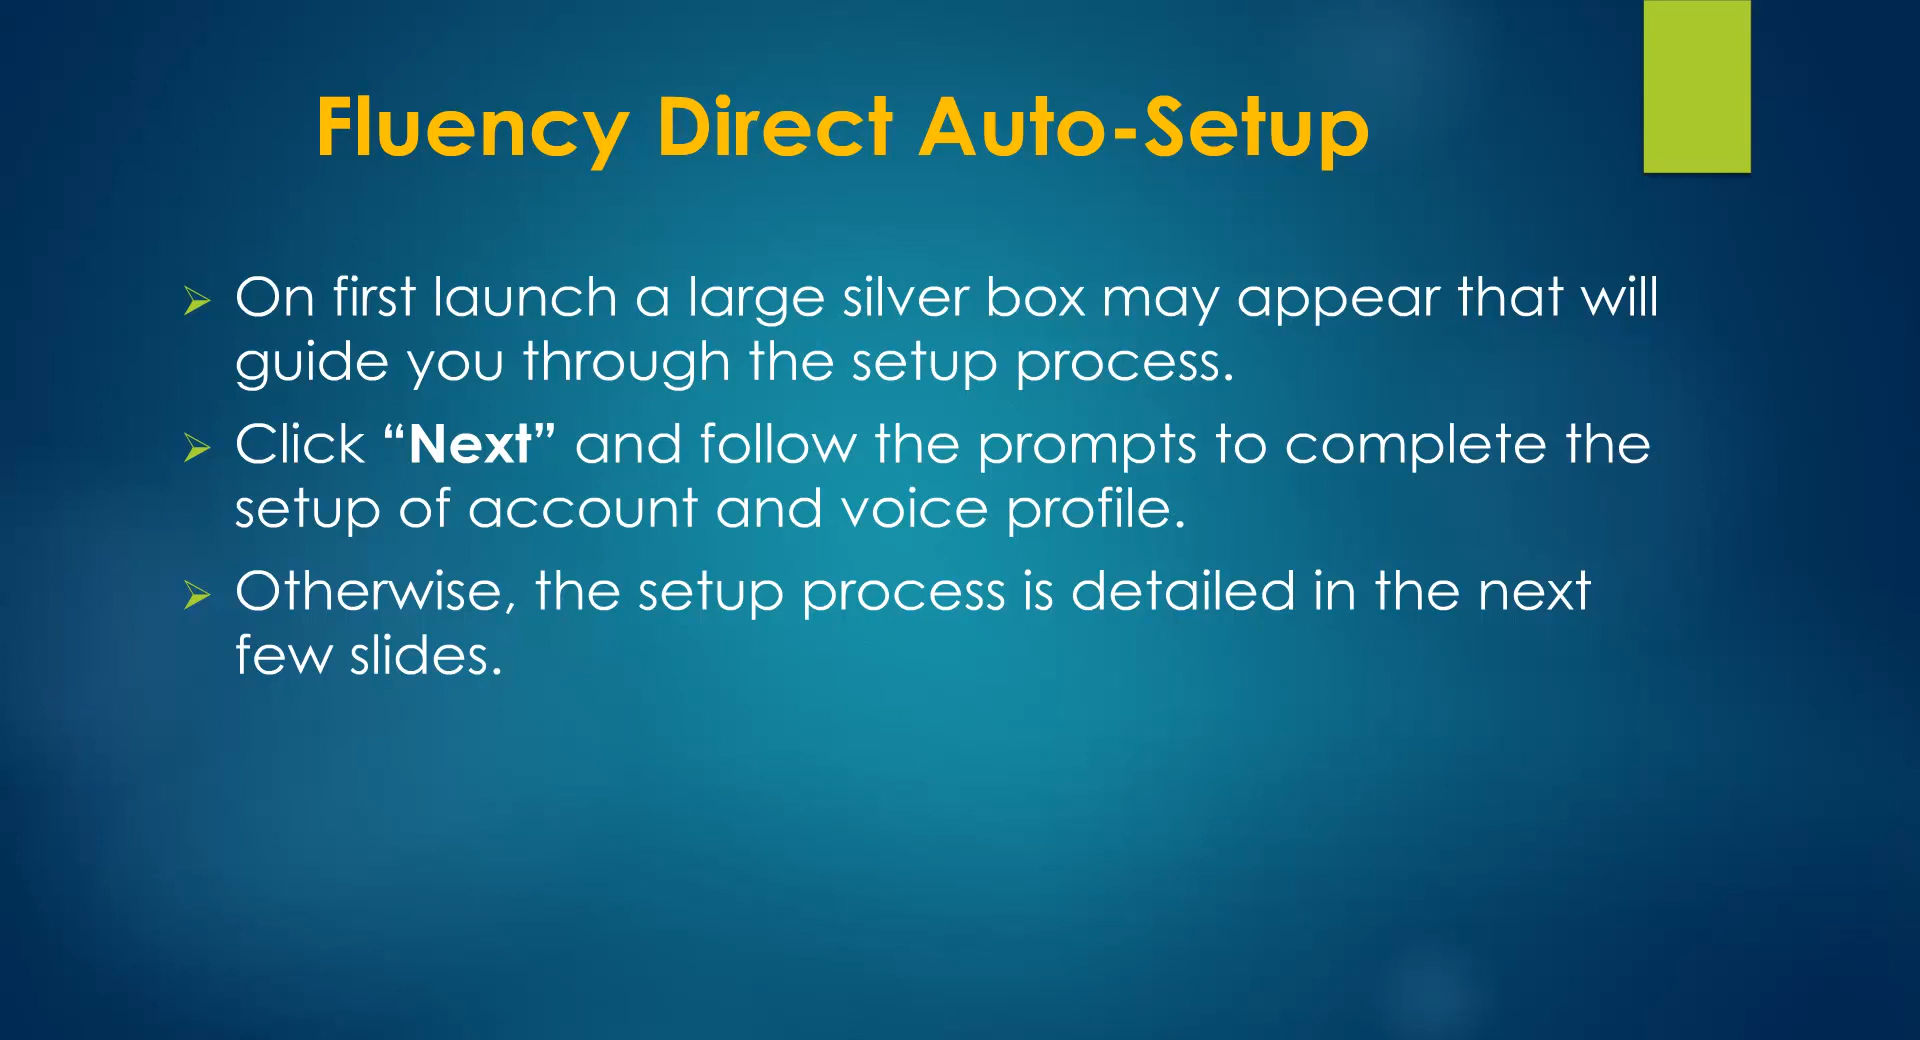 Fluency Direct Auto-Setup
On first launch a large silver box may appear that will
guide you through the setup process.
Click “Next” and follow the prompts to complete the
setup of account and voice profile.
Otherwise, the setup process is detailed in the next
few slides.